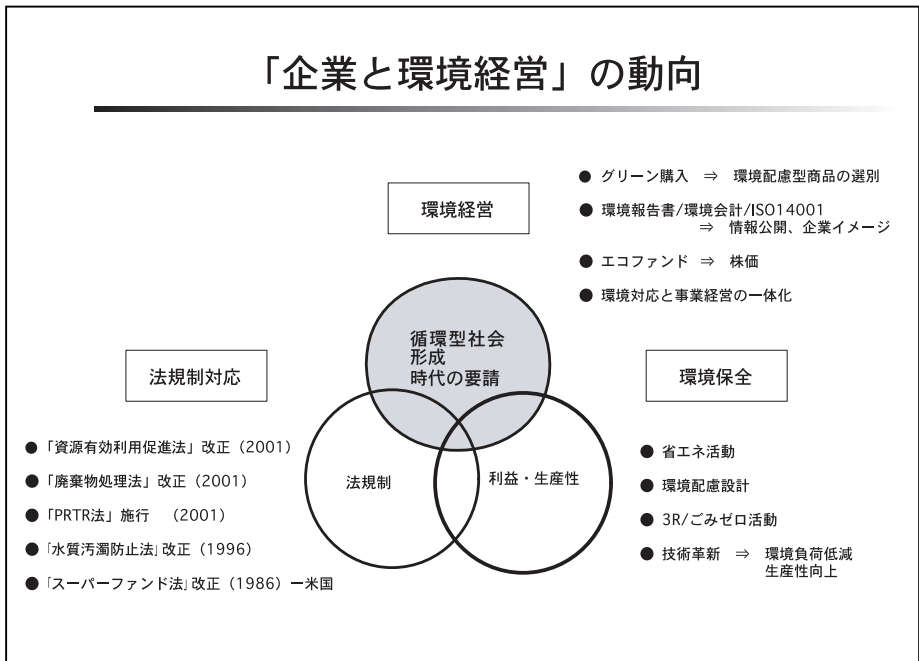 「企業と環境経営」の動向
環境経営
● グリーン購入 ⇒ 環境配慮型商品の選別
● 環境報告書/環境会計/ISO14001
⇒ 情報公開、企業イメージ
● エコファンド ⇒ 株価
● 環境対応と事業経営の一体化
循環型社会
形成
時代の要請
法規制対応
環境保全
● 「資源有効利用促進法」改正（2001）
● 「廃棄物処理法」改正（2001）
● 「PRTR法」施行 （2001）
● 「水質汚濁防止法」改正（1996）
● 「スーパーファンド法」改正（1986）ー米国
法規制
利益・生産性
● 省エネ活動
● 環境配慮設計
● 3R/ごみゼロ活動
● 技術革新 ⇒ 環境負荷低減
生産性向上